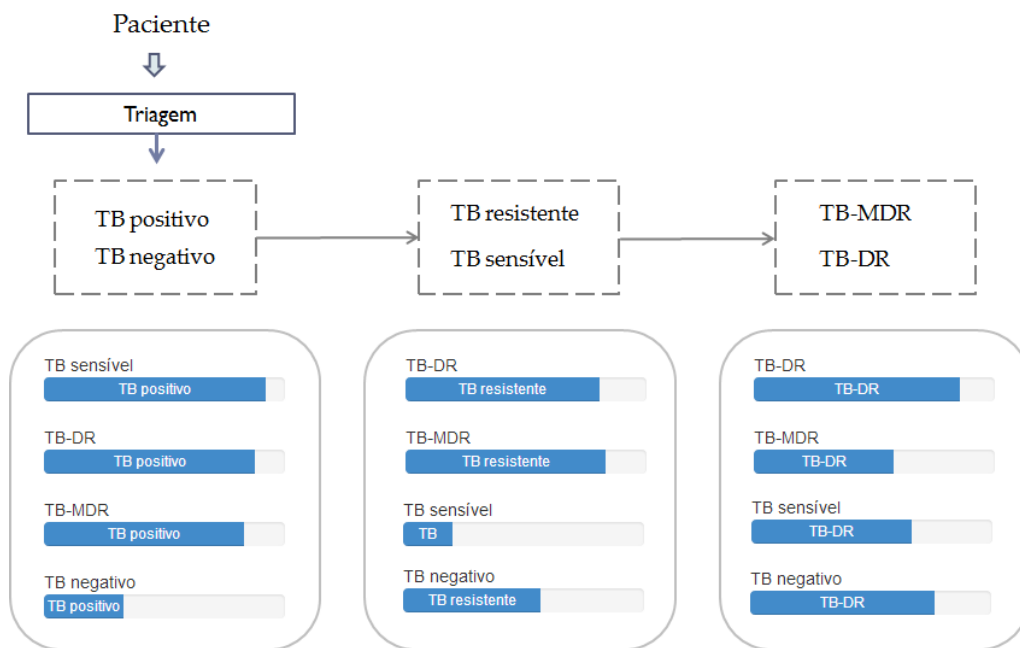 Paciente
Triagem
TB positivo
TB negativo
TB resistente
TB sensível
TB-MDR
TB-DR
TB sensível
TB positivo
TB-DR
TB positivo
TB-MDR
TB positivo
TB negativo
TB positivo
TB-DR
TB resistente
TB-MDR
TB resistente
TB sensível
TB
TB negativo
TB resistente
TB-DR
TB-DR
TB-MDR
TB-DR
TB sensível
TB-DR
TB negativo
TB-DR